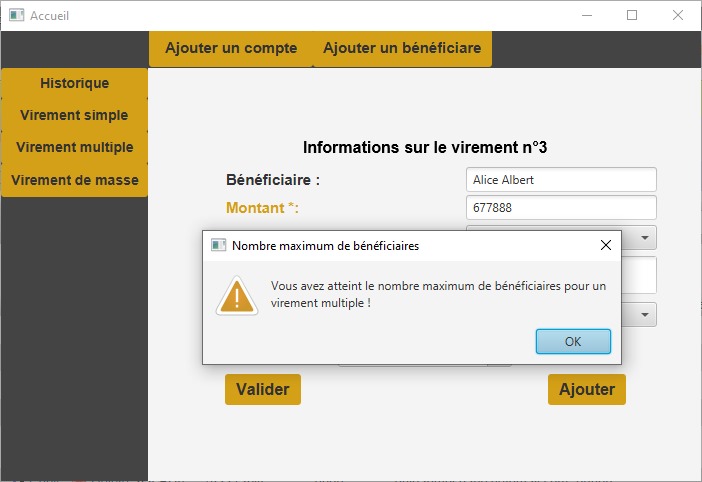 Accueil
Ajouter un compte
Ajouter un bénéficiare
Historique
Virement simple
Virement multiple
Virement de masse
Informations sur le virement n°3
Bénéficiaire :
Alice Albert
Montant *:
677888
Nombre maximum de bénéficiaires
Vous avez atteint le nombre maximum de bénéficiaires pour un
virement multiple !
OK
Valider
Ajouter